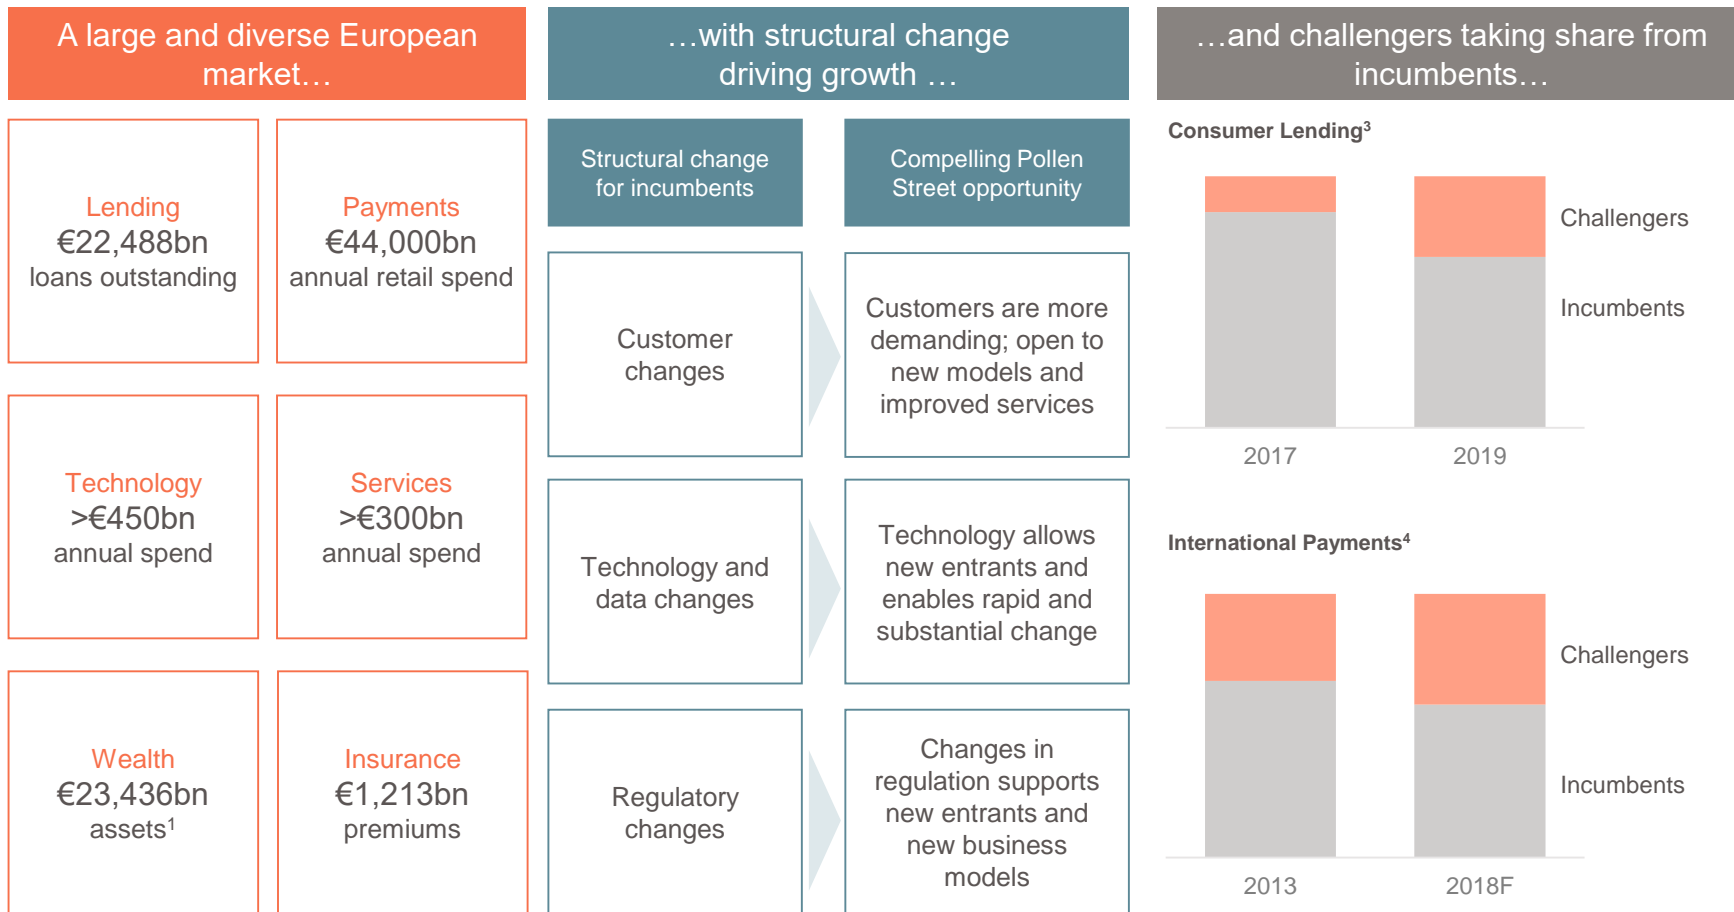 A large and diverse European
market…
Lending
€22,488bn
loans outstanding
Payments
€44,000bn
annual retail spend
Technology
>€450bn
annual spend
Services
>€300bn
annual spend
Wealth
€23,436bn
assets¹
Insurance
€1,213bn
premiums
…with structural change
driving growth …
Structural change
for incumbents
Compelling Pollen
Street opportunity
Customer
changes
Customers are more
demanding; open to
new models and
improved services
Technology and
data changes
Technology allows
new entrants and
enables rapid and
substantial change
Regulatory
changes
Changes in
regulation supports
new entrants and
new business
models
…and challengers taking share from
incumbents…
Consumer Lending³
Challengers
Incumbents
2017
2019
International Payments⁴
Challengers
Incumbents
2013
2018F